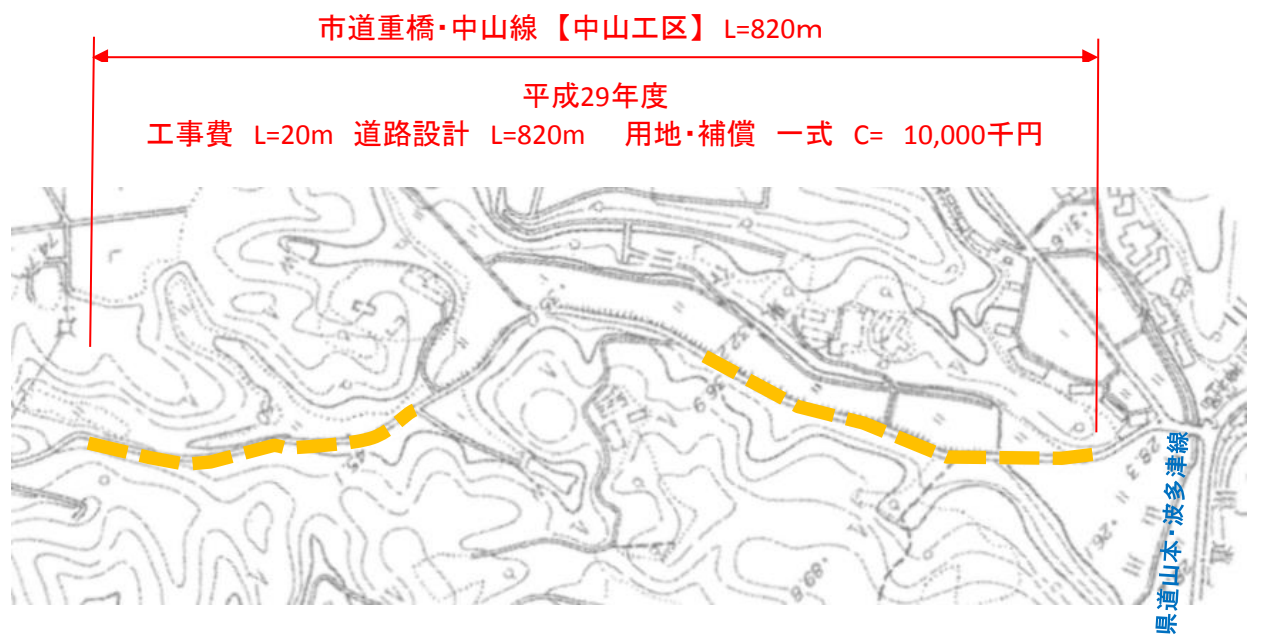 市道重橋・中山線【中山工区】 L=820m
平成29年度
工事費 L=20m 道路設計 L=820m 用地・補償 一式 C= 10,000千円
県道山本・波多津線
28.3